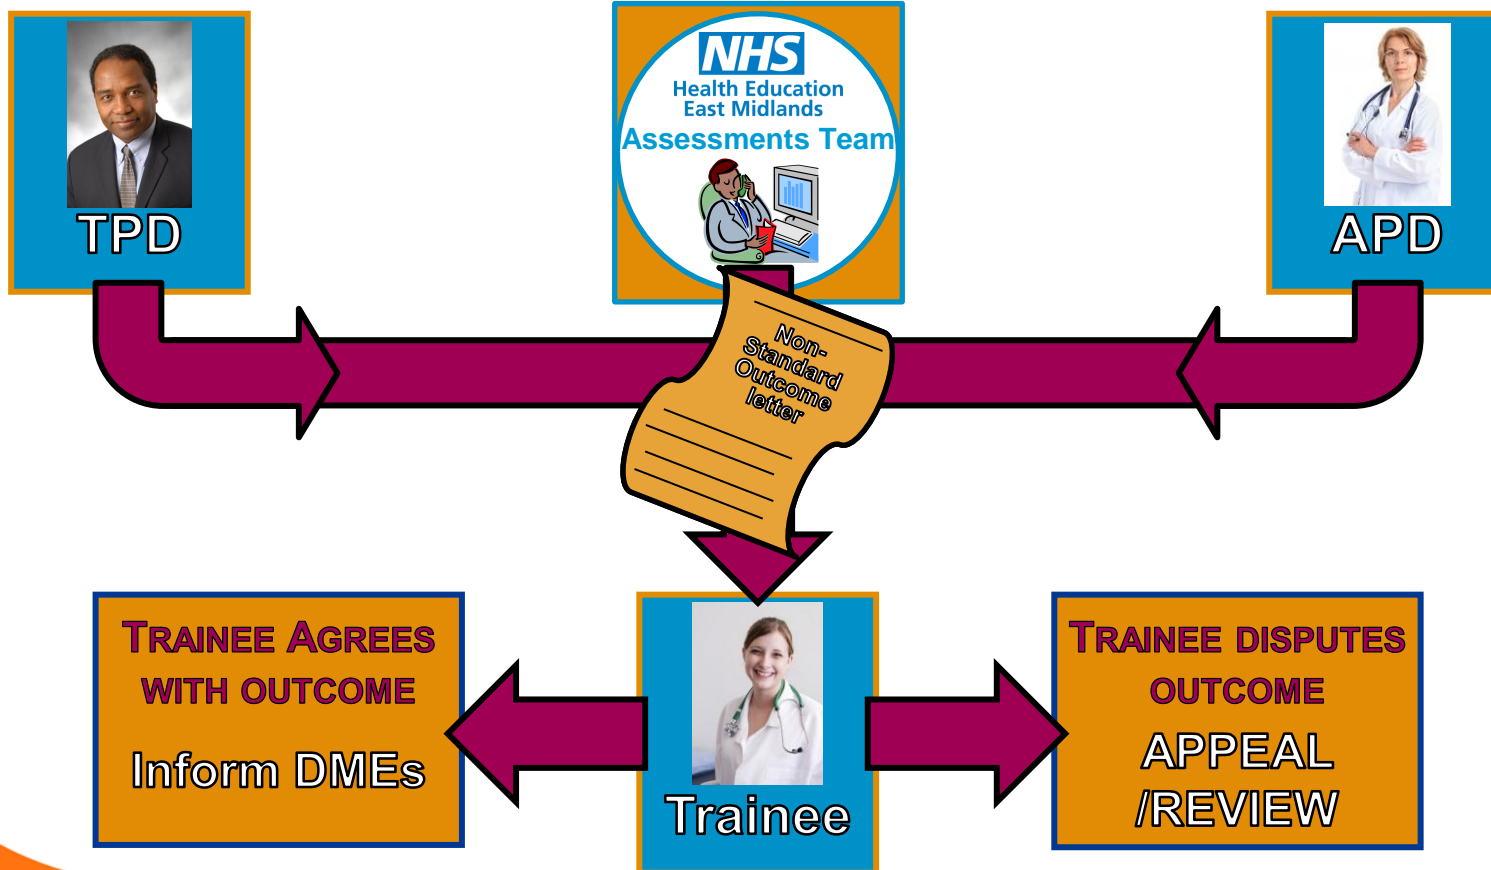 NHS
Health Education
East Midlands
Assessments Team
TPD
APD
Non-
Standard
Outcome
letter
TRAINEE AGREES
WITH OUTCOME
Inform DMEs
Trainee
TRAINEE DISPUTES
OUTCOME
APPEAL
/REVIEW